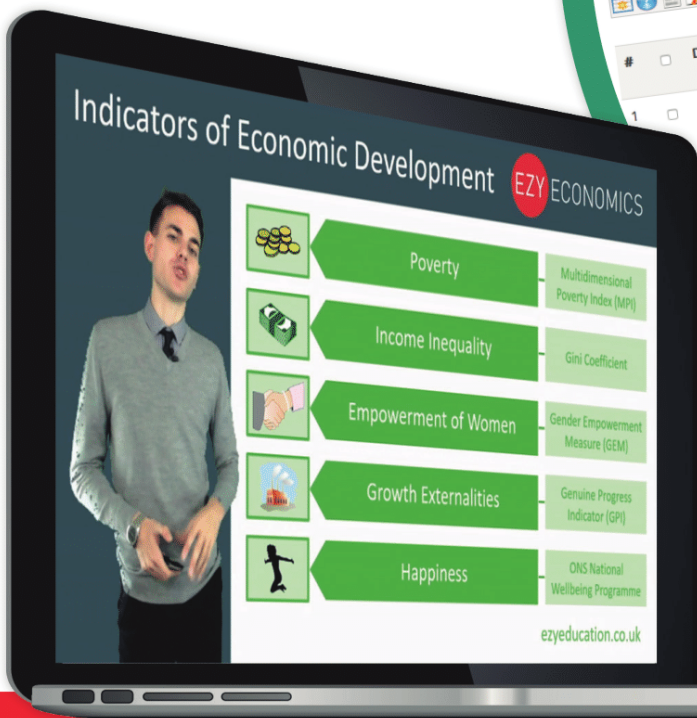 #
D
1
Indicators of Economic Development
EZY ECONOMICS
Poverty
Multidimensional
Poverty Index (MPI)
Income Inequality
Gini Coefficient
Empowerment of Women
Gender Empowerment
Measure (GEM)
Growth Externalities
Genuine Progress
Indicator (GPI)
Happiness
ONS National
Wellbeing Programme
ezyeducation.co.uk